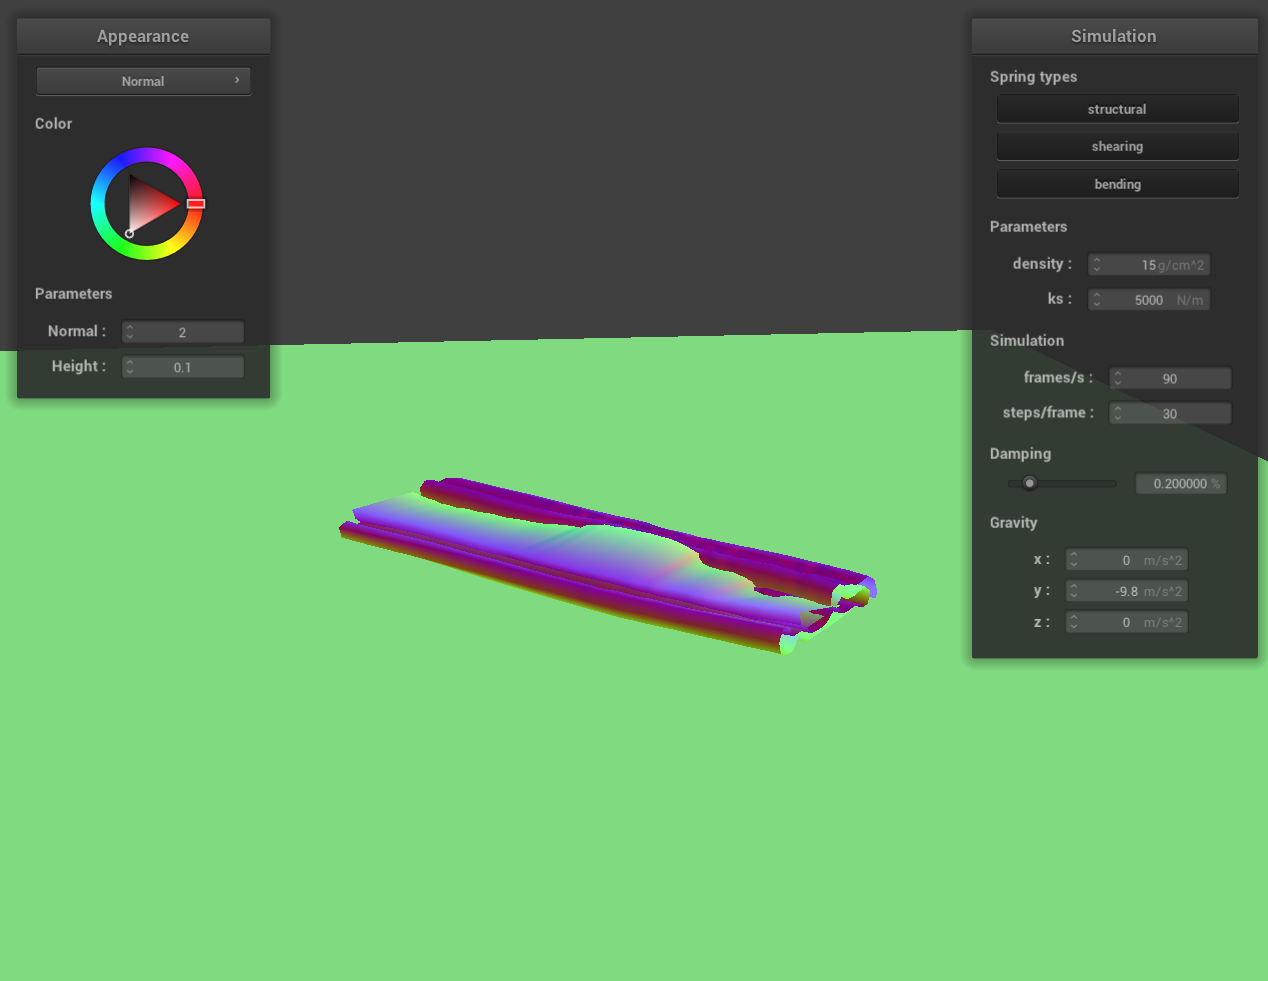 Appearance
Normal
Color
Parameters
Normal : 2
Height : 0.1
Simulation
Spring types
structural
shearing
bending
Parameters
density : 15 g/cm^2
ks : 5000 N/m
Simulation
frames/s : 90
steps/frame : 30
Damping
0.200000 %
Gravity
x : 0 m/s^2
y : -9.8 m/s^2
z : 0 m/s^2